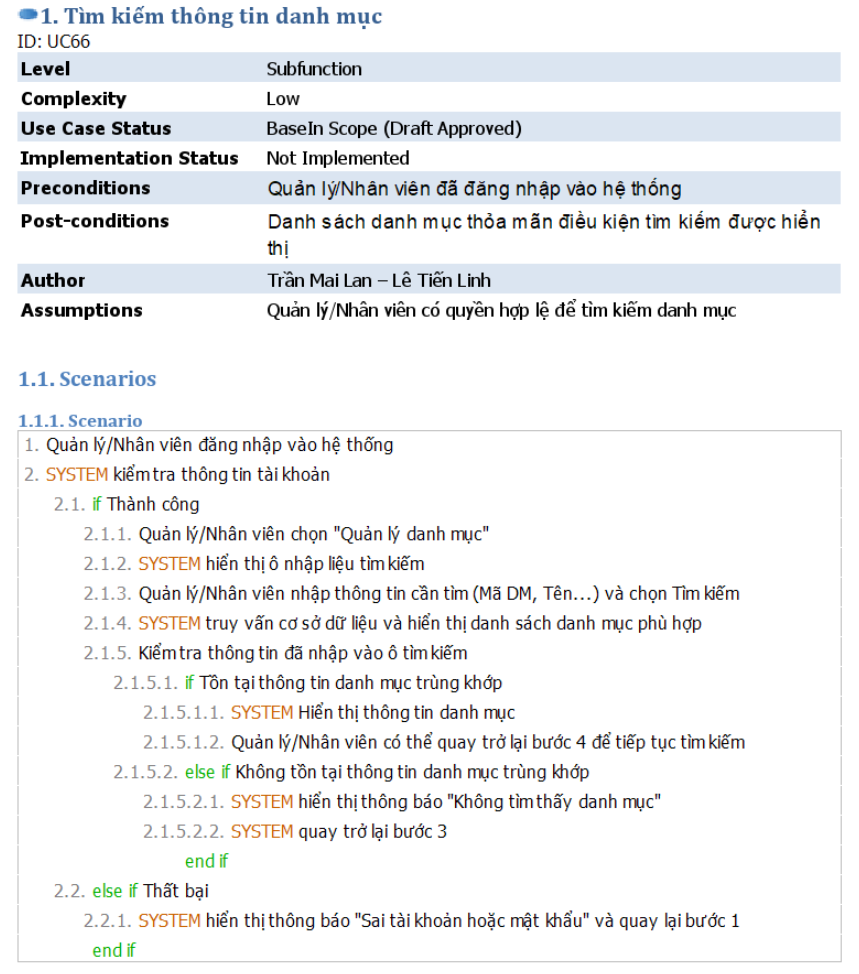 1. Tìm kiếm thông tin danh mục
ID: UC66
Level Subfunction
Complexity Low
Use Case Status BaseIn Scope (Draft Approved)
Implementation Status Not Implemented
Preconditions Quản lý/Nhân viên đã đăng nhập vào hệ thống
Post-conditions Danh sách danh mục thỏa mãn điều kiện tìm kiếm được hiển
thị
Author Trần Mai Lan – Lê Tiến Linh
Assumptions Quản lý/Nhân viên có quyền hợp lệ để tìm kiếm danh mục
1.1. Scenarios
1.1.1. Scenario
1. Quản lý/Nhân viên đăng nhập vào hệ thống
2. SYSTEM kiểm tra thông tin tài khoản
2.1. if Thành công
2.1.1. Quản lý/Nhân viên chọn "Quản lý danh mục"
2.1.2. SYSTEM hiển thị ô nhập liệu tìm kiếm
2.1.3. Quản lý/Nhân viên nhập thông tin cần tìm (Mã DM, Tên...) và chọn Tìm kiếm
2.1.4. SYSTEM truy vấn cơ sở dữ liệu và hiển thị danh sách danh mục phù hợp
2.1.5. Kiểm tra thông tin đã nhập vào ô tìm kiếm
2.1.5.1. if Tồn tại thông tin danh mục trùng khớp
2.1.5.1.1. SYSTEM Hiển thị thông tin danh mục
2.1.5.1.2. Quản lý/Nhân viên có thể quay trở lại bước 4 để tiếp tục tìm kiếm
2.1.5.2. else if Không tồn tại thông tin danh mục trùng khớp
2.1.5.2.1. SYSTEM hiển thị thông báo "Không tìm thấy danh mục"
2.1.5.2.2. SYSTEM quay trở lại bước 3
end if
2.2. else if Thất bại
2.2.1. SYSTEM hiển thị thông báo "Sai tài khoản hoặc mật khẩu" và quay lại bước 1
end if